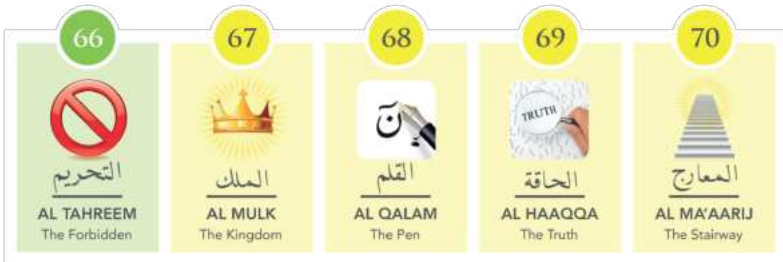 66
67
68
69
70
نٓ
TRUTH
التحريم
الملك
القلم
الحاقة
المعارج
AL TAHREEM
AL MULK
AL QALAM
AL HAAQQA
AL MA'AARIJ
The Forbidden
The Kingdom
The Pen
The Truth
The Stairway